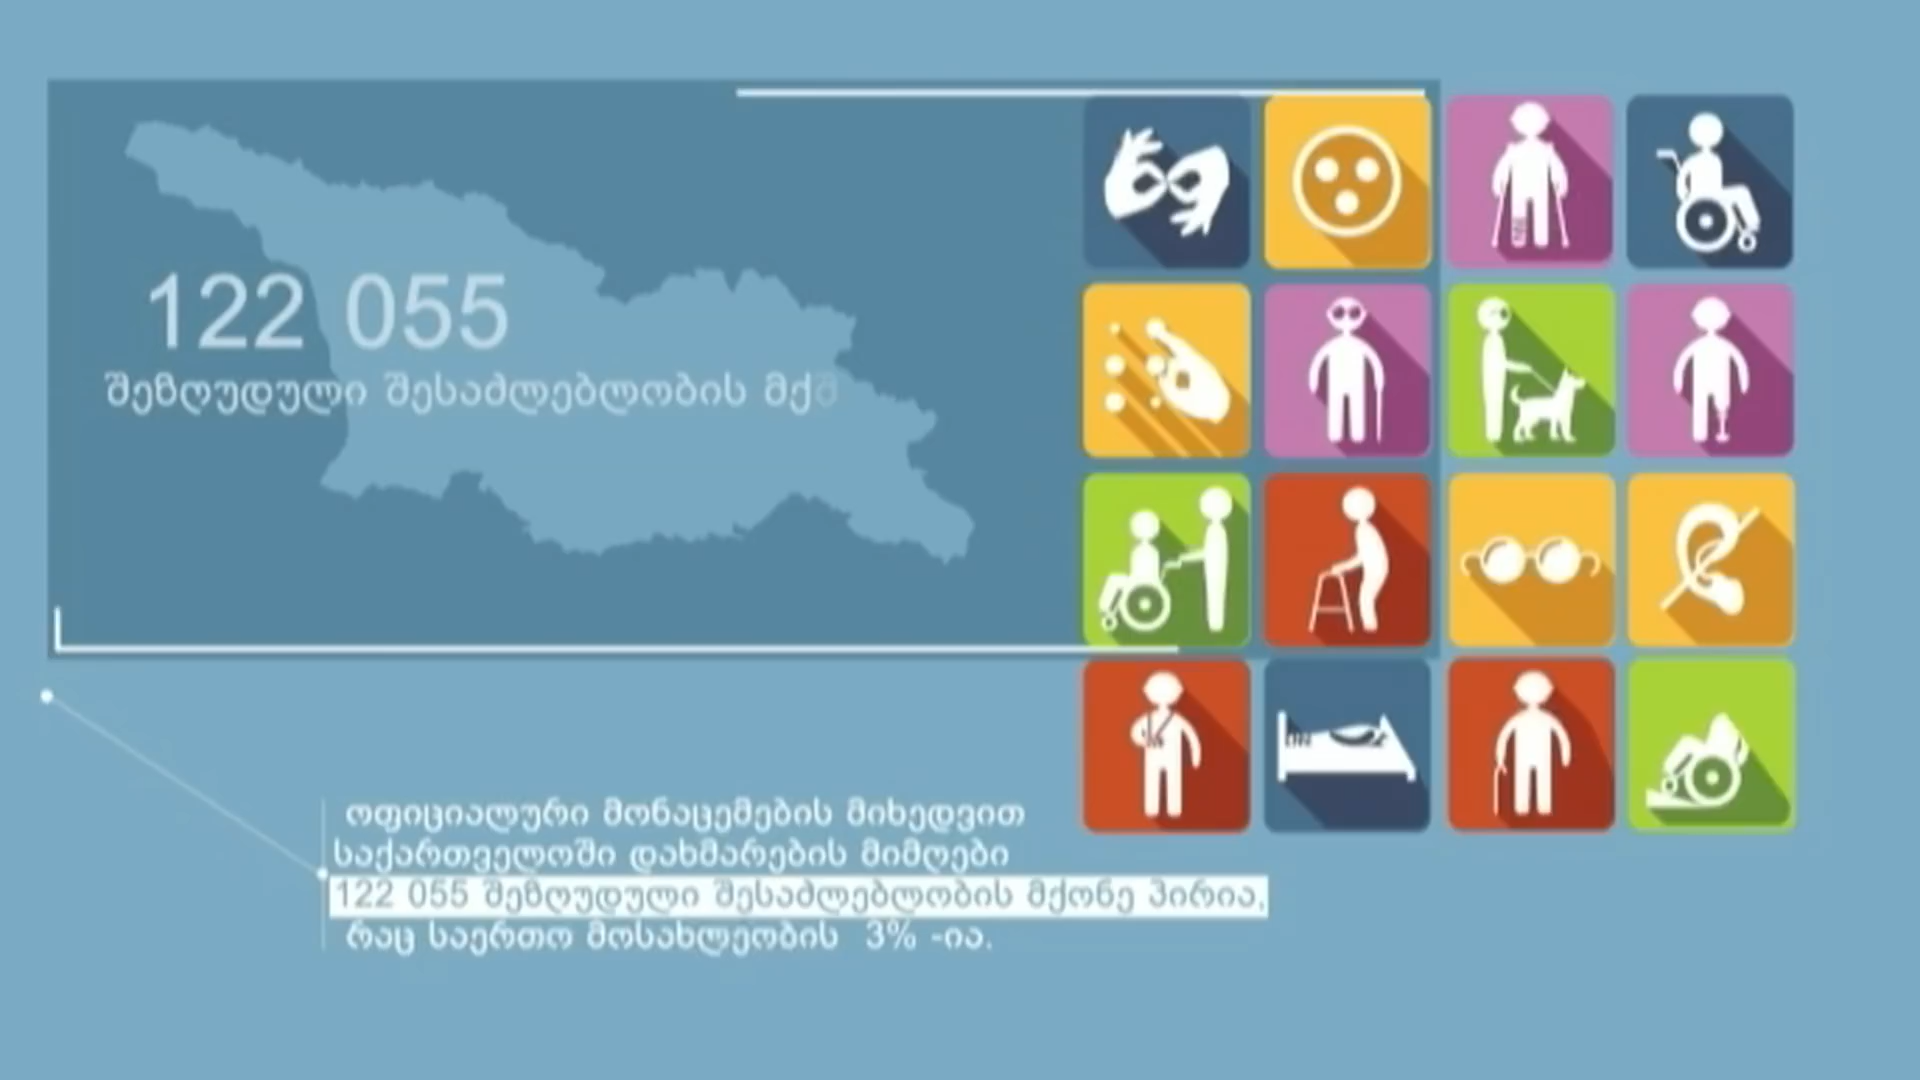 122 055
შეზღუდული შესაძლებლობის
ოფიციალური მონაცემების მიხედვით
საქართველოში დახმარების მიმღები
122 055 შეზღუდული შესაძლებლობის მქონე პირია,
რაც საერთო მოსახლეობის 3% -ია.